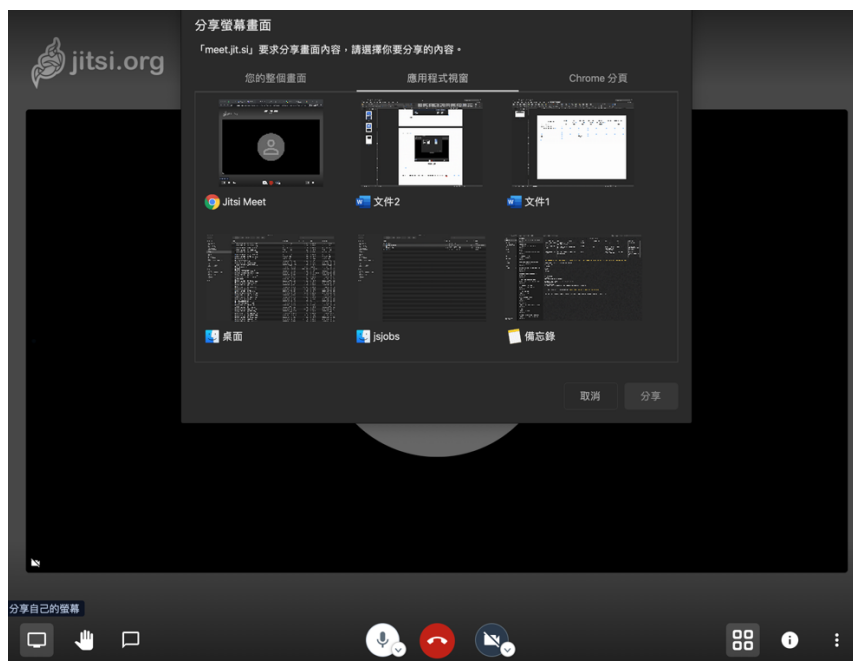 分享螢幕畫面
「meet.jit.si」要求分享畫面內容，請選擇你要分享的內容。
jitsi.org
您的整個畫面
應用程式視窗
Chrome 分頁
Jitsi Meet
文件2
文件1
桌面
jsjobs
備忘錄
取消
分享
分享自己的螢幕